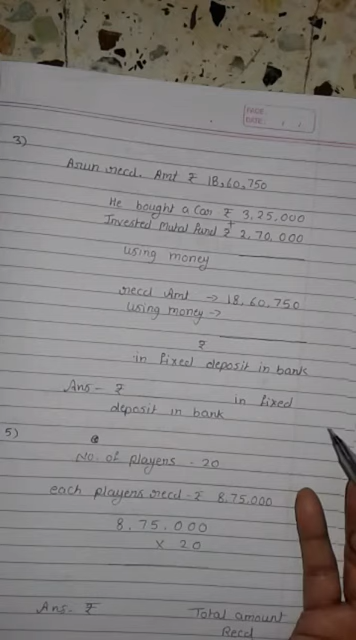 PAGE:
DATE: / /
3)
Arun recd. Amt ₹ 18,60,750
He bought a Car ₹ 3,25,000
+
Invested Mutal Fund ₹ 2,70,000
using money
recd Amt → 18,60,750
using money →
₹
in fixed deposit in bank
Ans - ₹ in fixed
deposit in bank
5)
No. of players - 20
each players recd - ₹ 8,75,000
8,75,000
× 20
Ans - ₹ Total amount
Recd